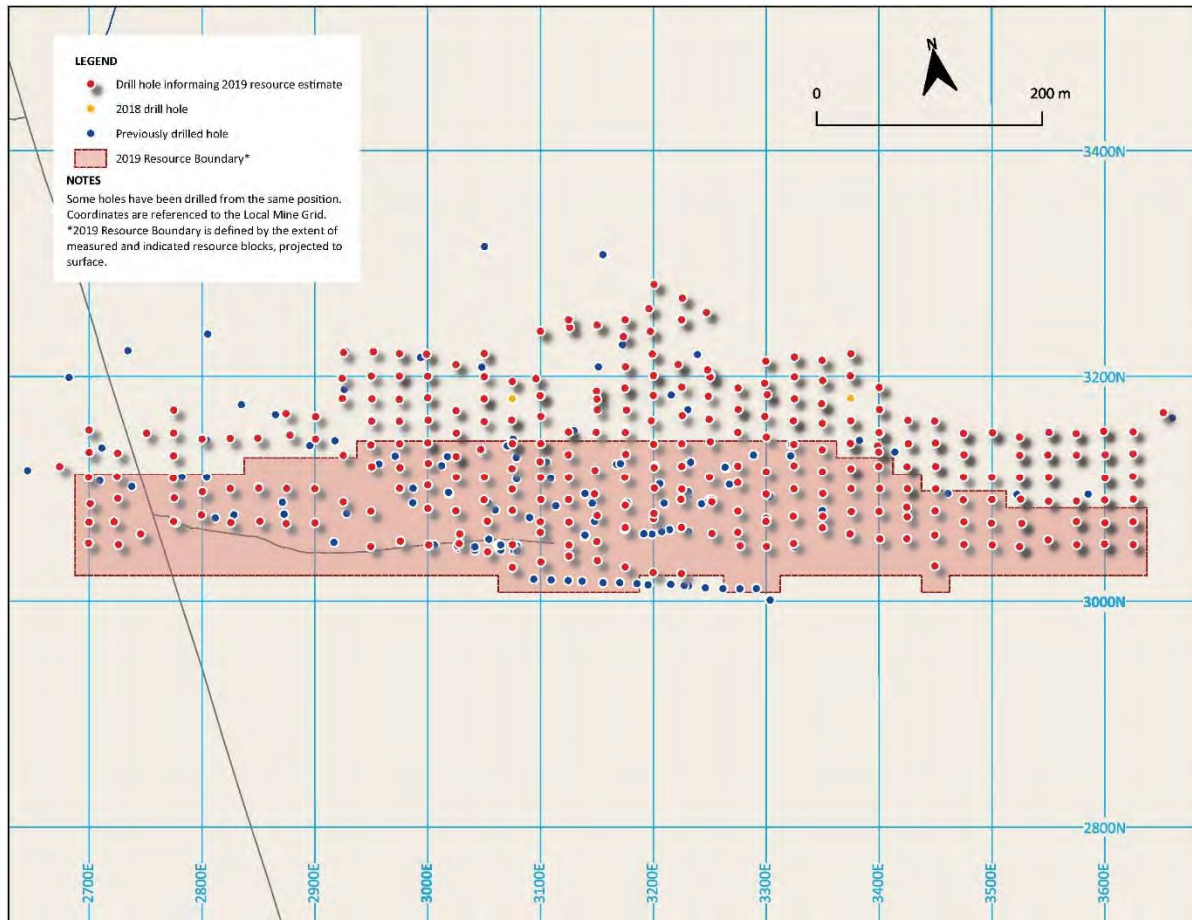 LEGEND
Drill hole informaing 2019 resource estimate
2018 drill hole
Previously drilled hole
2019 Resource Boundary*
NOTES
Some holes have been drilled from the same position.
Coordinates are referenced to the Local Mine Grid.
*2019 Resource Boundary is defined by the extent of
measured and indicated resource blocks, projected to
surface.
N
0 200 m
3400N
3200N
3000N
2800N
2700E
2800E
2900E
3000E
3100E
3200E
3300E
3400E
3500E
3600E